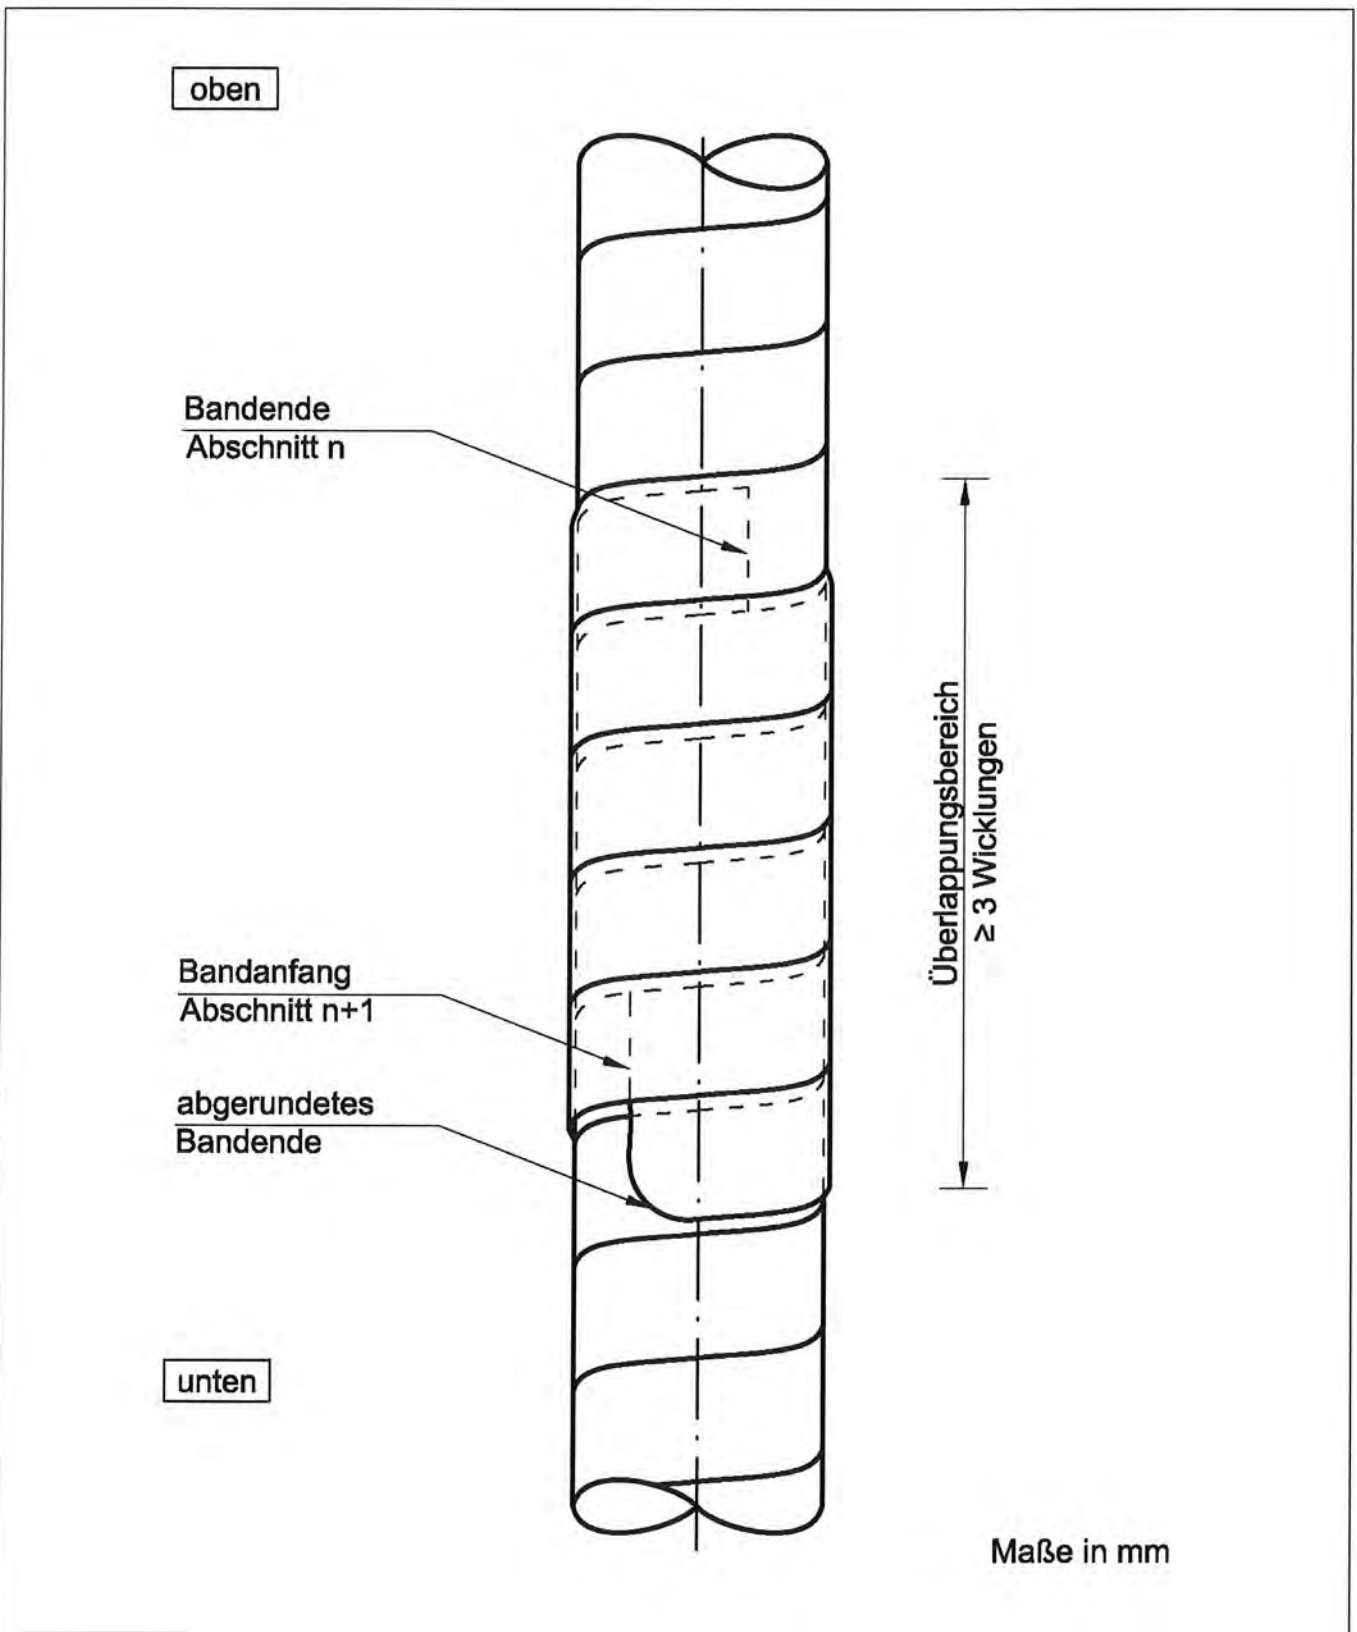 oben
Bandende
Abschnitt n
Überlappungsbereich
≥ 3 Wicklungen
Bandanfang
Abschnitt n+1
abgerundetes
Bandende
unten
Maße in mm